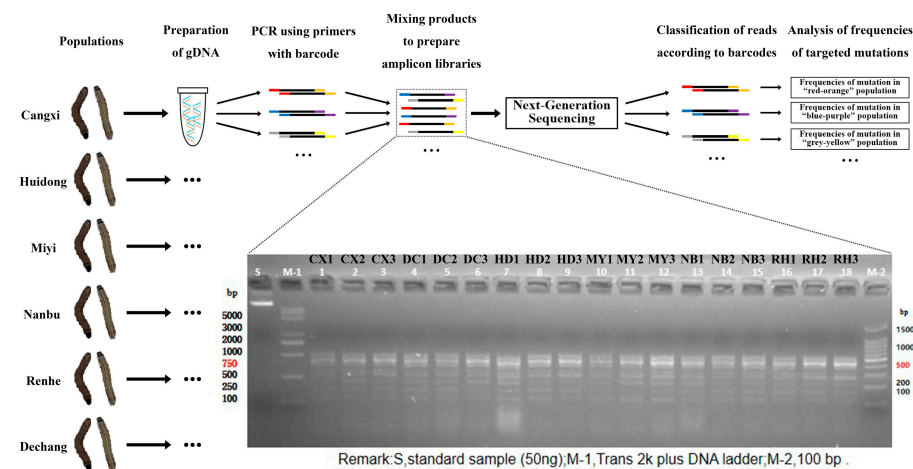 Populations
Preparation
of gDNA
PCR using primers
with barcode
Mixing products
to prepare
amplicon libraries
Classification of reads
according to barcodes
Analysis of frequencies
of targeted mutations
Cangxi
Next-Generation
Sequencing
Frequencies of mutation in
"red-orange" population
Frequencies of mutation in
"blue-purple" population
Frequencies of mutation in
"grey-yellow" population
Huidong
Miyi
Nanbu
Renhe
Dechang
CX1 CX2 CX3 DC1 DC2 DC3 HD1 HD2 HD3 MY1 MY2 MY3 NB1 NB2 NB3 RH1 RH2 RH3
S M-1 1 2 3 4 5 6 7 8 9 10 11 12 13 14 15 16 17 18 M-2
bp
5000
3000
2000
1000
750
500
250
100
bp
1500
1000
500
200
100
Remark:S,standard sample (50ng);M-1,Trans 2k plus DNA ladder;M-2,100 bp .